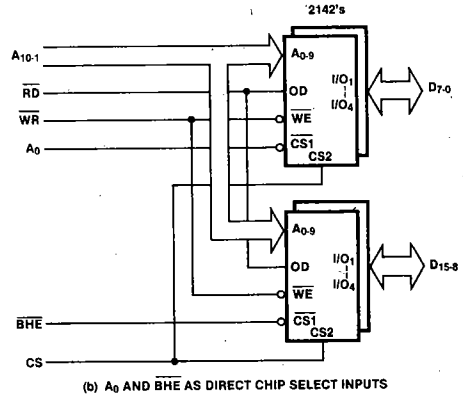 2142's
A10-1
A0-9
RD
OD
I/O1
I/O4
D7-0
WR
WE
A0
CS1
CS2
A0-9
OD
I/O1
I/O4
D15-8
WE
BHE
CS1
CS2
CS
(b) A0 AND BHE AS DIRECT CHIP SELECT INPUTS